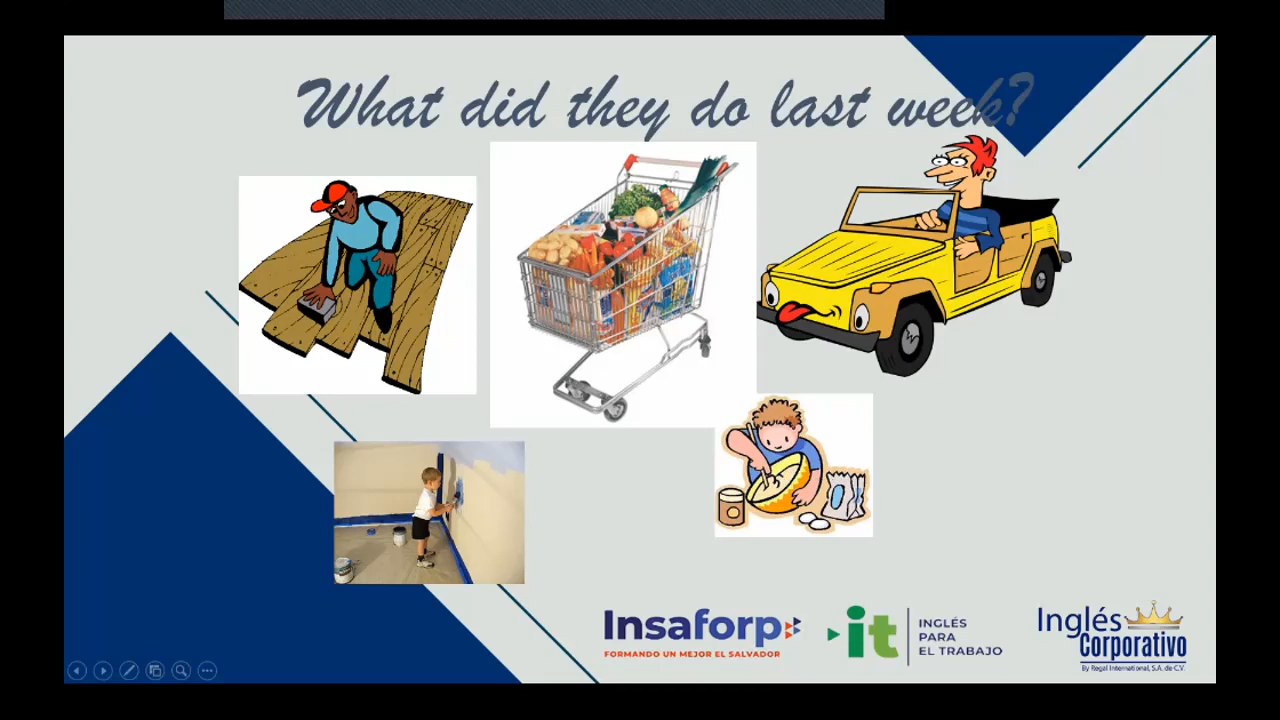 What did they do last week?
Insaforp
FORMANDO UN MEJOR EL SALVADOR
it
INGLÉS
PARA
EL TRABAJO
Inglés
Corporativo
By Regal International, S.A. de C.V.